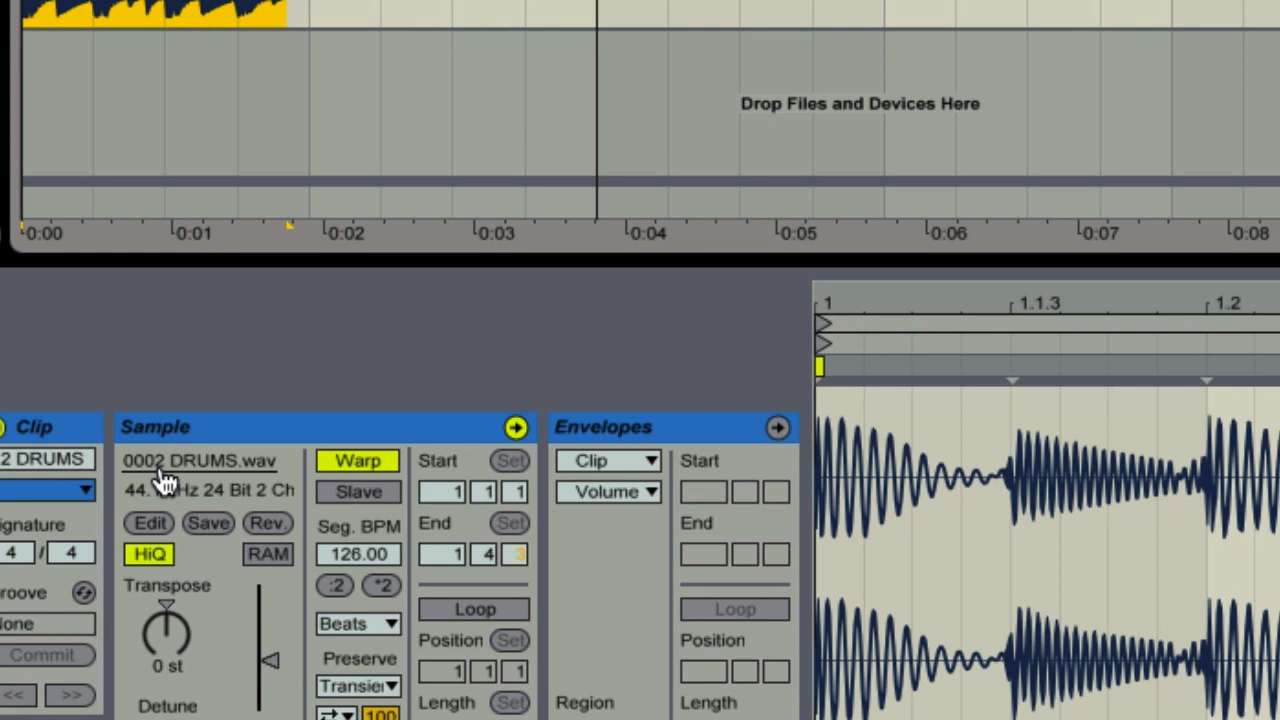 Drop Files and Devices Here
0:00 0:01 0:02 0:03 0:04 0:05 0:06 0:07 0:08
1 1.1.3 1.2
Clip Sample Envelopes
2 DRUMS 0002 DRUMS.wav Warp Start Set Clip Start
44. Hz 24 Bit 2 Ch Slave 1 1 1 Volume
ignature Edit Save Rev. Seg. BPM End Set End
4 / 4 HiQ RAM 126.00 1 4 3
roove Transpose :2 *2 Loop Loop
None Beats Position Set Position
Commit 0 st Preserve 1 1 1
<< >> Detune Transie Length Set Region Length
100